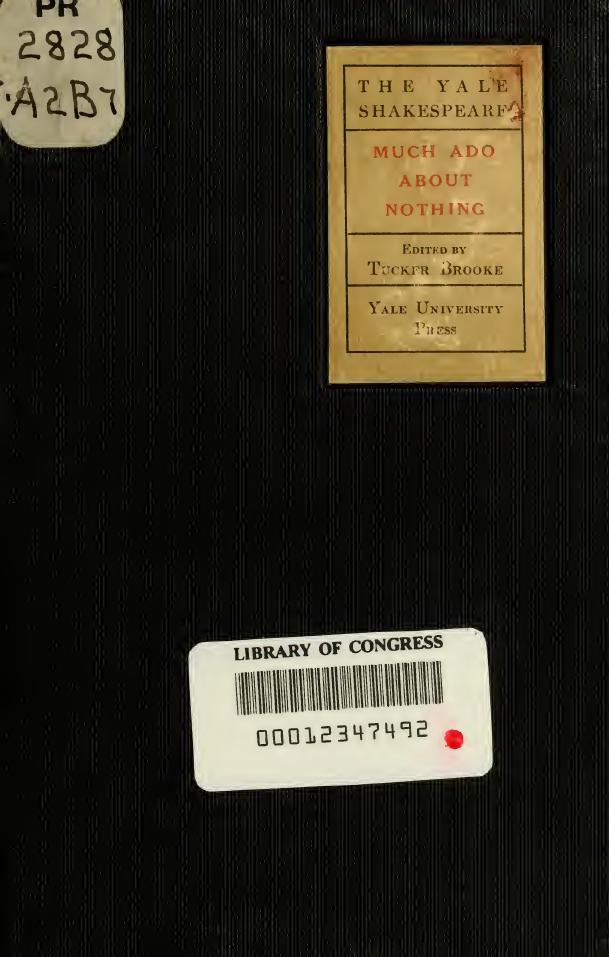 PR
2828
.A2B7
THE YALE
SHAKESPEARE
MUCH ADO
ABOUT
NOTHING
EDITED BY
TUCKER BROOKE
YALE UNIVERSITY
PRESS
LIBRARY OF CONGRESS
00012347492